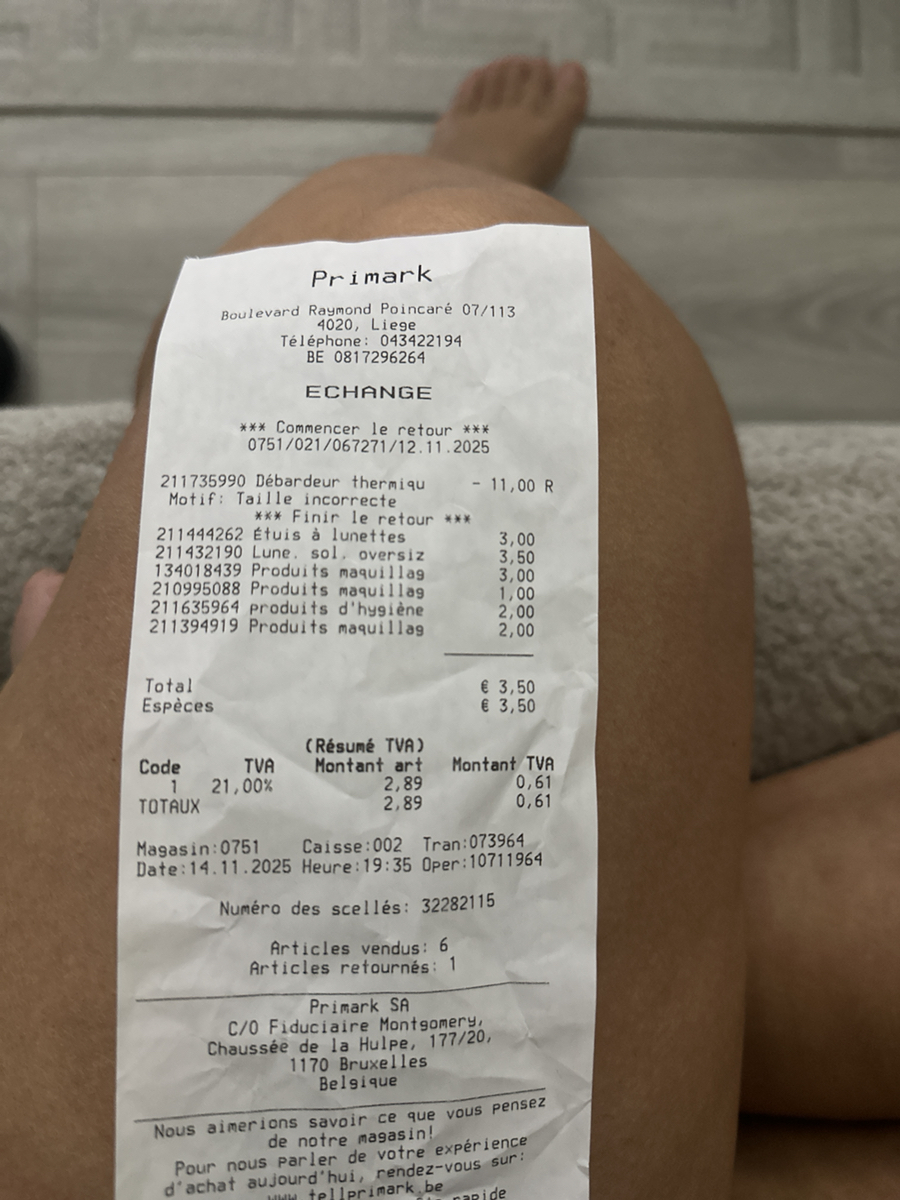 Primark
Boulevard Raymond Poincaré 07/113
4020, Liege
Téléphone: 043422194
BE 0817296264
ECHANGE
*** Commencer le retour ***
0751/021/067271/12.11.2025
211735990 Débardeur thermiqu - 11,00 R
Motif: Taille incorrecte
*** Finir le retour ***
211444262 Étuis à lunettes 3,00
211432190 Lune. sol. oversiz 3,50
134018439 Produits maquillag 3,00
210995088 Produits maquillag 1,00
211635964 produits d'hygiène 2,00
211394919 Produits maquillag 2,00
Total € 3,50
Espèces € 3,50
(Résumé TVA)
Code TVA Montant art Montant TVA
1 21,00% 2,89 0,61
TOTAUX 2,89 0,61
Magasin:0751 Caisse:002 Tran:073964
Date:14.11.2025 Heure:19:35 Oper:10711964
Numéro des scellés: 32282115
Articles vendus: 6
Articles retournés: 1
Primark SA
C/O Fiduciaire Montgomery,
Chaussée de la Hulpe, 177/20,
1170 Bruxelles
Belgique
Nous aimerions savoir ce que vous pensez
de notre magasin!
Pour nous parler de votre expérience
d'achat aujourd'hui, rendez-vous sur:
www.tellprimark.be
rapide